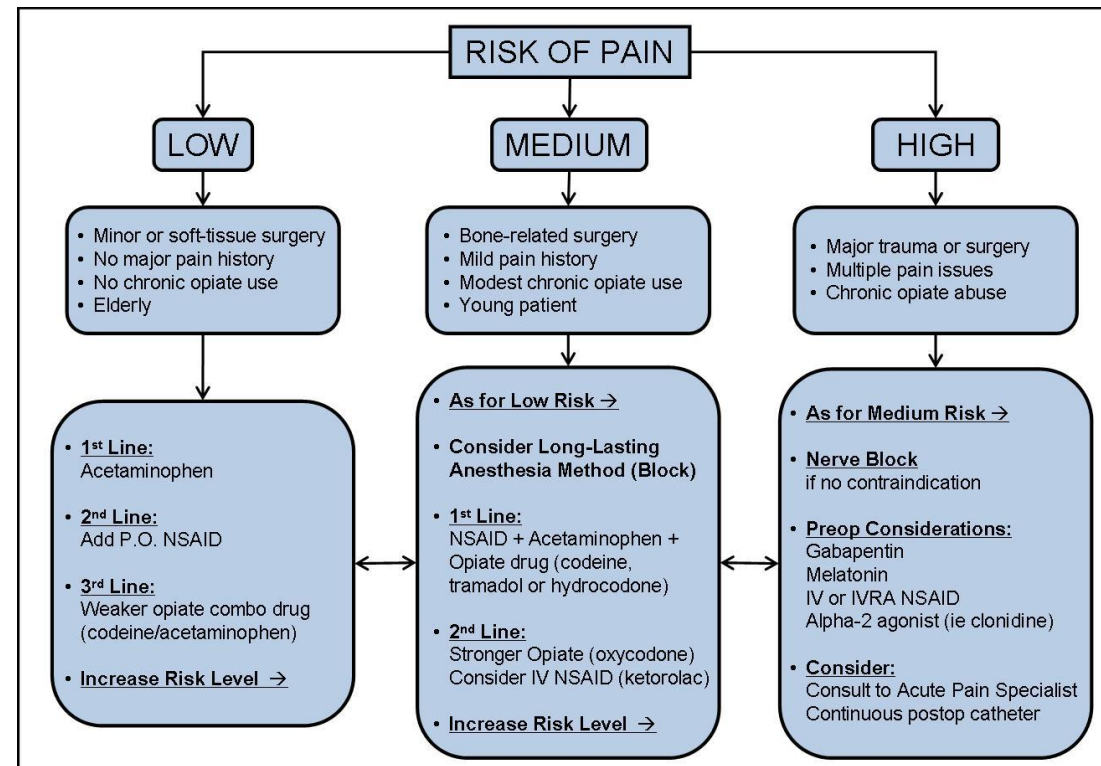 RISK OF PAIN
LOW
MEDIUM
HIGH
• Minor or soft-tissue surgery
• No major pain history
• No chronic opiate use
• Elderly
• Bone-related surgery
• Mild pain history
• Modest chronic opiate use
• Young patient
• Major trauma or surgery
• Multiple pain issues
• Chronic opiate abuse
• 1st Line:
Acetaminophen
• 2nd Line:
Add P.O. NSAID
• 3rd Line:
Weaker opiate combo drug
(codeine/acetaminophen)
• Increase Risk Level →
• As for Low Risk →
• Consider Long-Lasting
Anesthesia Method (Block)
• 1st Line:
NSAID + Acetaminophen +
Opiate drug (codeine,
tramadol or hydrocodone)
• 2nd Line:
Stronger Opiate (oxycodone)
Consider IV NSAID (ketorolac)
• Increase Risk Level →
• As for Medium Risk →
• Nerve Block
if no contraindication
• Preop Considerations:
Gabapentin
Melatonin
IV or IVRA NSAID
Alpha-2 agonist (ie clonidine)
• Consider:
Consult to Acute Pain Specialist
Continuous postop catheter